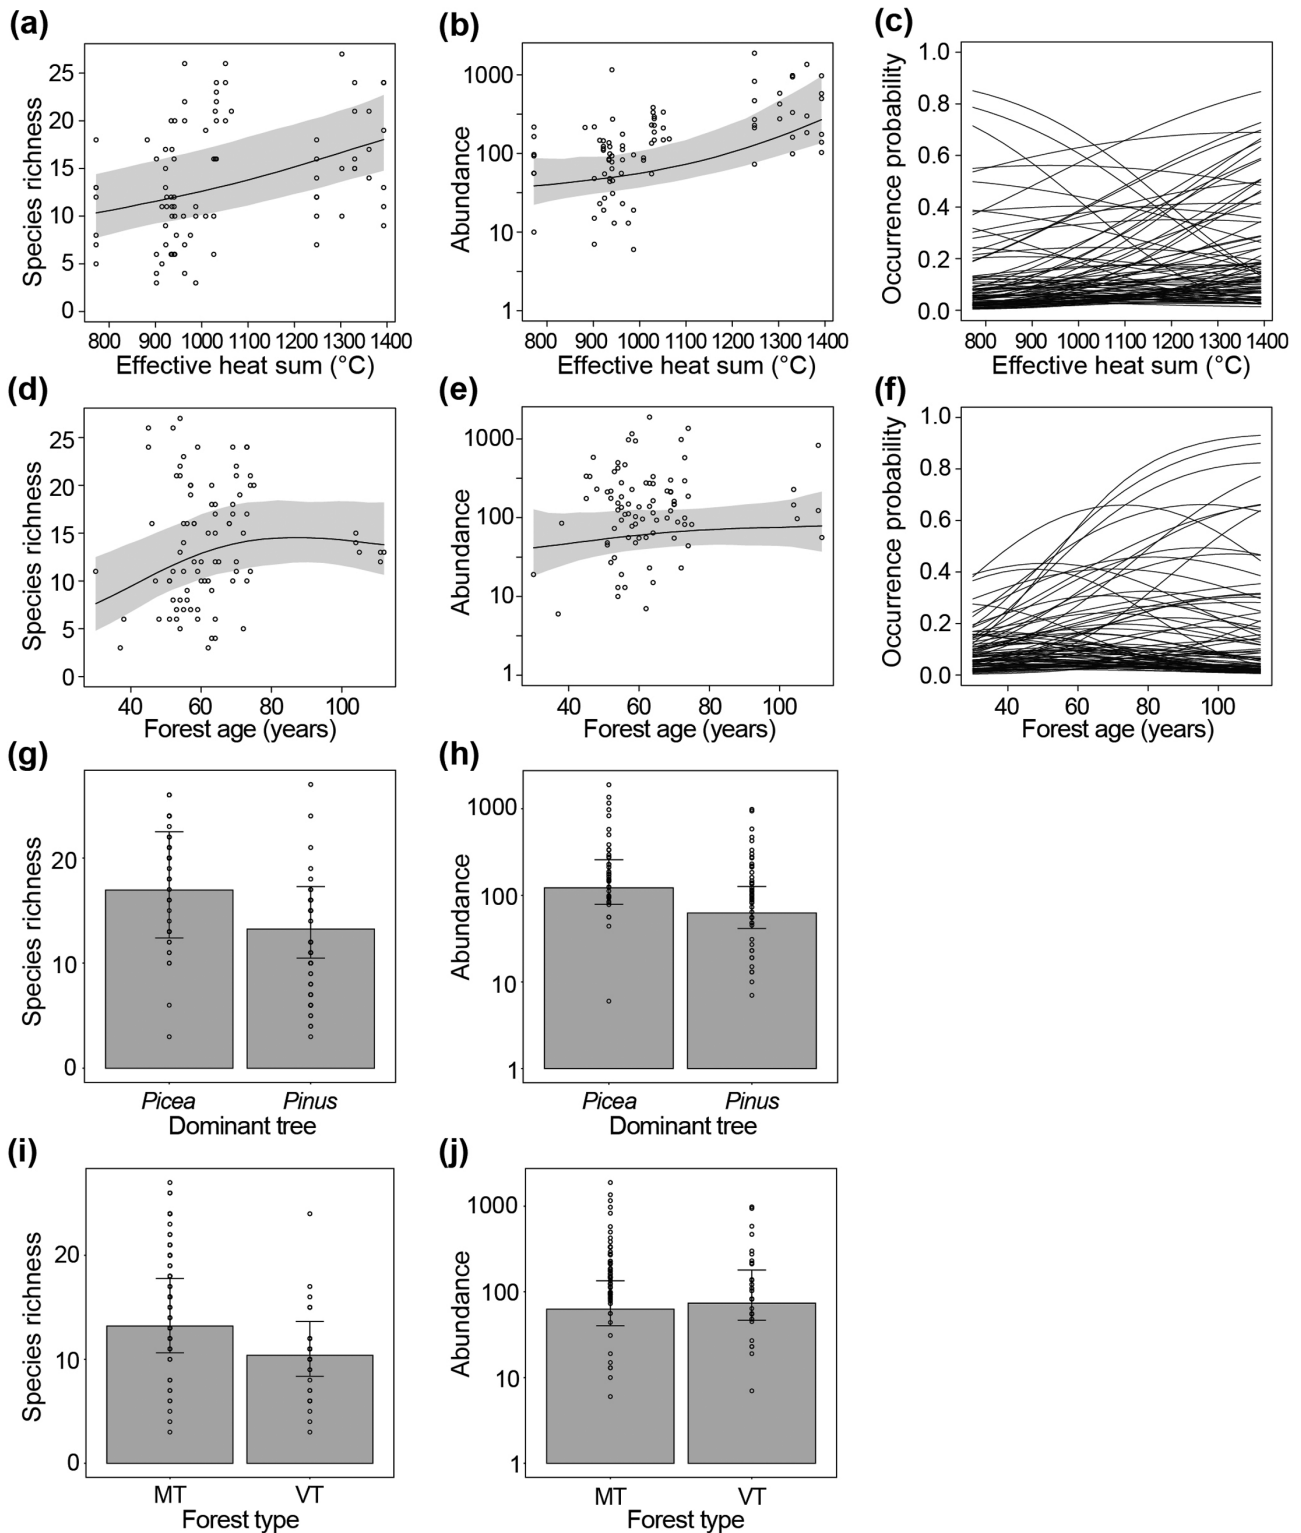 (a)
Species richness
25
20
15
10
5
0
800 900 1000 1100 1200 1300 1400
Effective heat sum (°C)
(b)
Abundance
1000
100
10
1
800 900 1000 1100 1200 1300 1400
Effective heat sum (°C)
(c)
Occurrence probability
1.0
0.8
0.6
0.4
0.2
0.0
800 900 1000 1100 1200 1300 1400
Effective heat sum (°C)
(d)
Species richness
25
20
15
10
5
0
40 60 80 100
Forest age (years)
(e)
Abundance
1000
100
10
1
40 60 80 100
Forest age (years)
(f)
Occurrence probability
1.0
0.8
0.6
0.4
0.2
0.0
40 60 80 100
Forest age (years)
(g)
Species richness
20
10
0
Picea Pinus
Dominant tree
(h)
Abundance
1000
100
10
1
Picea Pinus
Dominant tree
(i)
Species richness
20
10
0
MT VT
Forest type
(j)
Abundance
1000
100
10
1
MT VT
Forest type